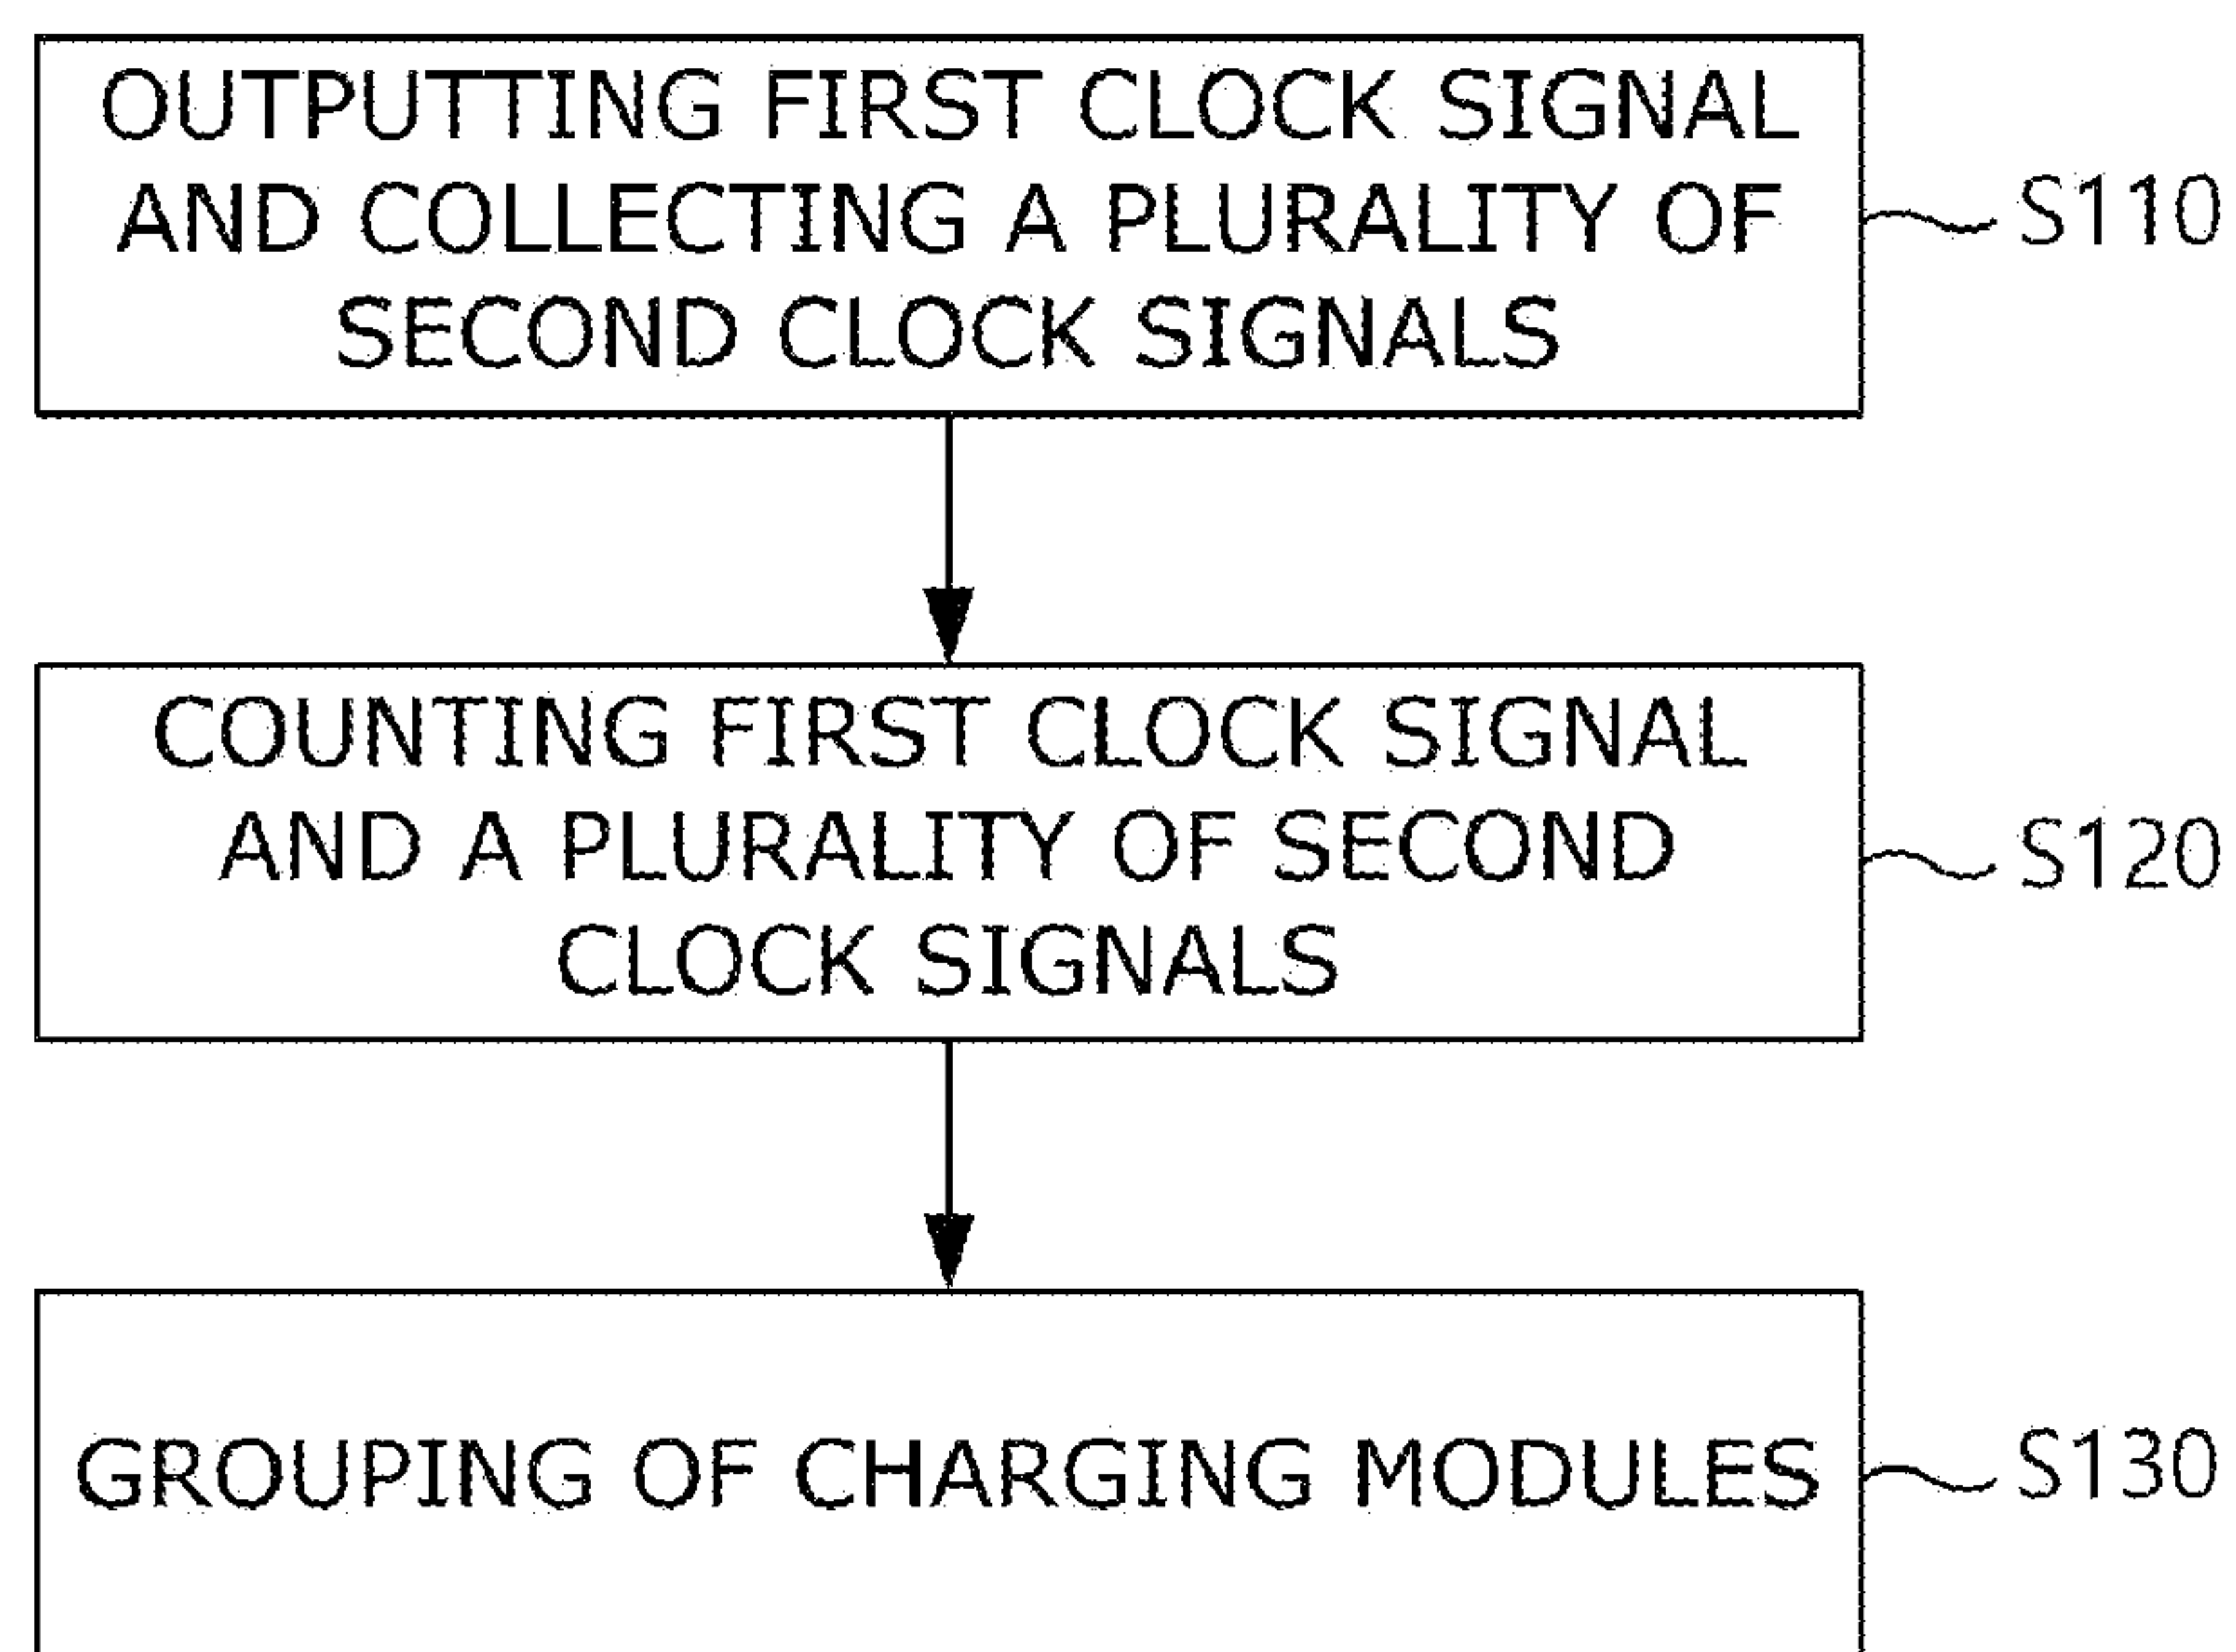 OUTPUTTING FIRST CLOCK SIGNAL
AND COLLECTING A PLURALITY OF
SECOND CLOCK SIGNALS
S110
COUNTING FIRST CLOCK SIGNAL
AND A PLURALITY OF SECOND
CLOCK SIGNALS
S120
GROUPING OF CHARGING MODULES
S130